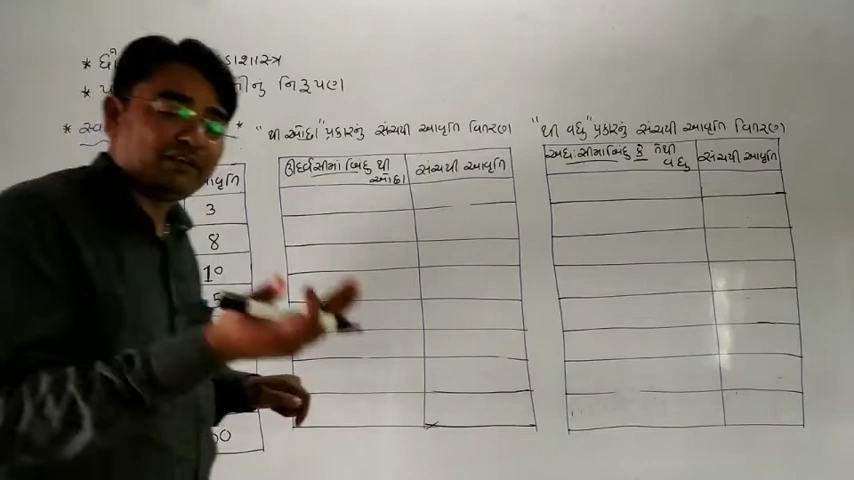 * ધો
ડાશાસ્ત્ર
*
નિરૂપણ
*
*
"થી ઓછા" પ્રકારનું સંચયી આવૃત્તિ વિતરણ
"થી વધુ" પ્રકારનું સંચયી આવૃત્તિ વિતરણ
આવૃત્તિ
ઊર્ધ્વસીમા બિંદુ થી ઓછા
સંચયી આવૃત્તિ
અધઃસીમાબિંદુ કે તેથી વધુ
સંચયી આવૃત્તિ
3
8
10
5